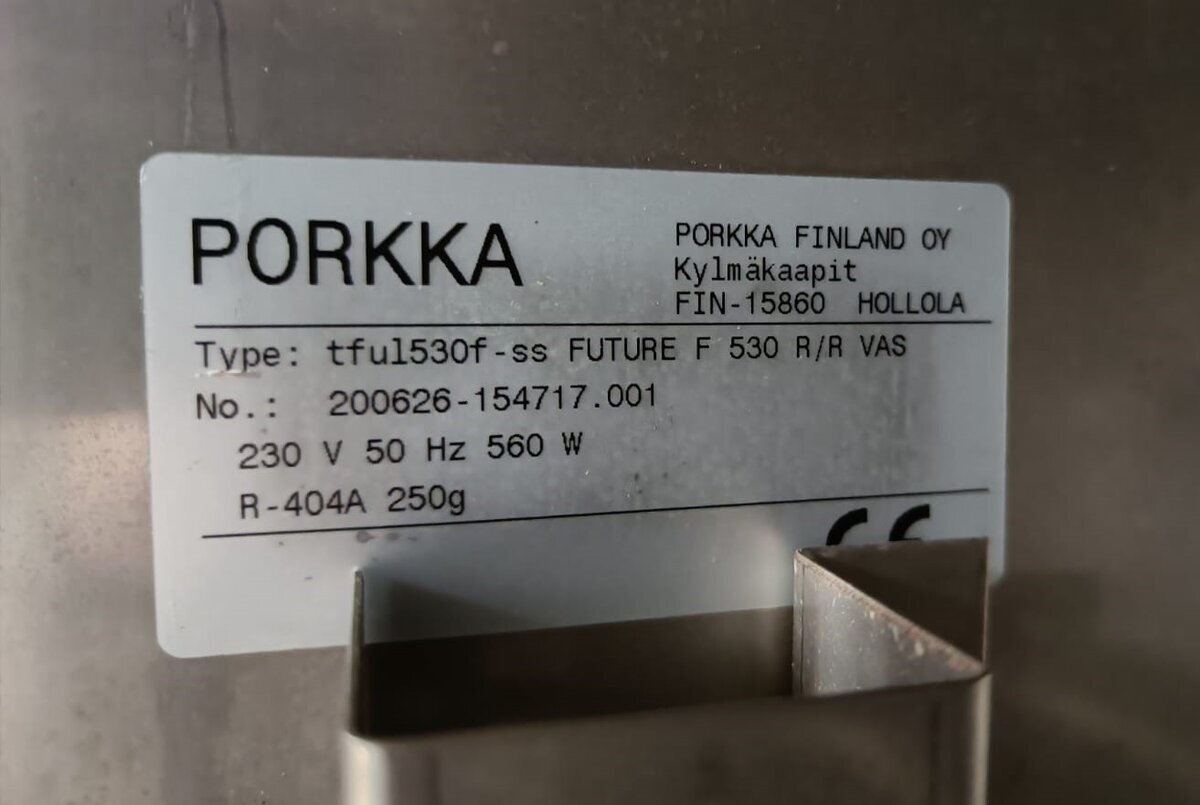 PORKKA
PORKKA FINLAND OY
Kylmäkaapit
FIN-15860 HOLLOLA
Type: tful530f-ss FUTURE F 530 R/R VAS
No.: 200626-154717.001
230 V 50 Hz 560 W
R-404A 250g
CE